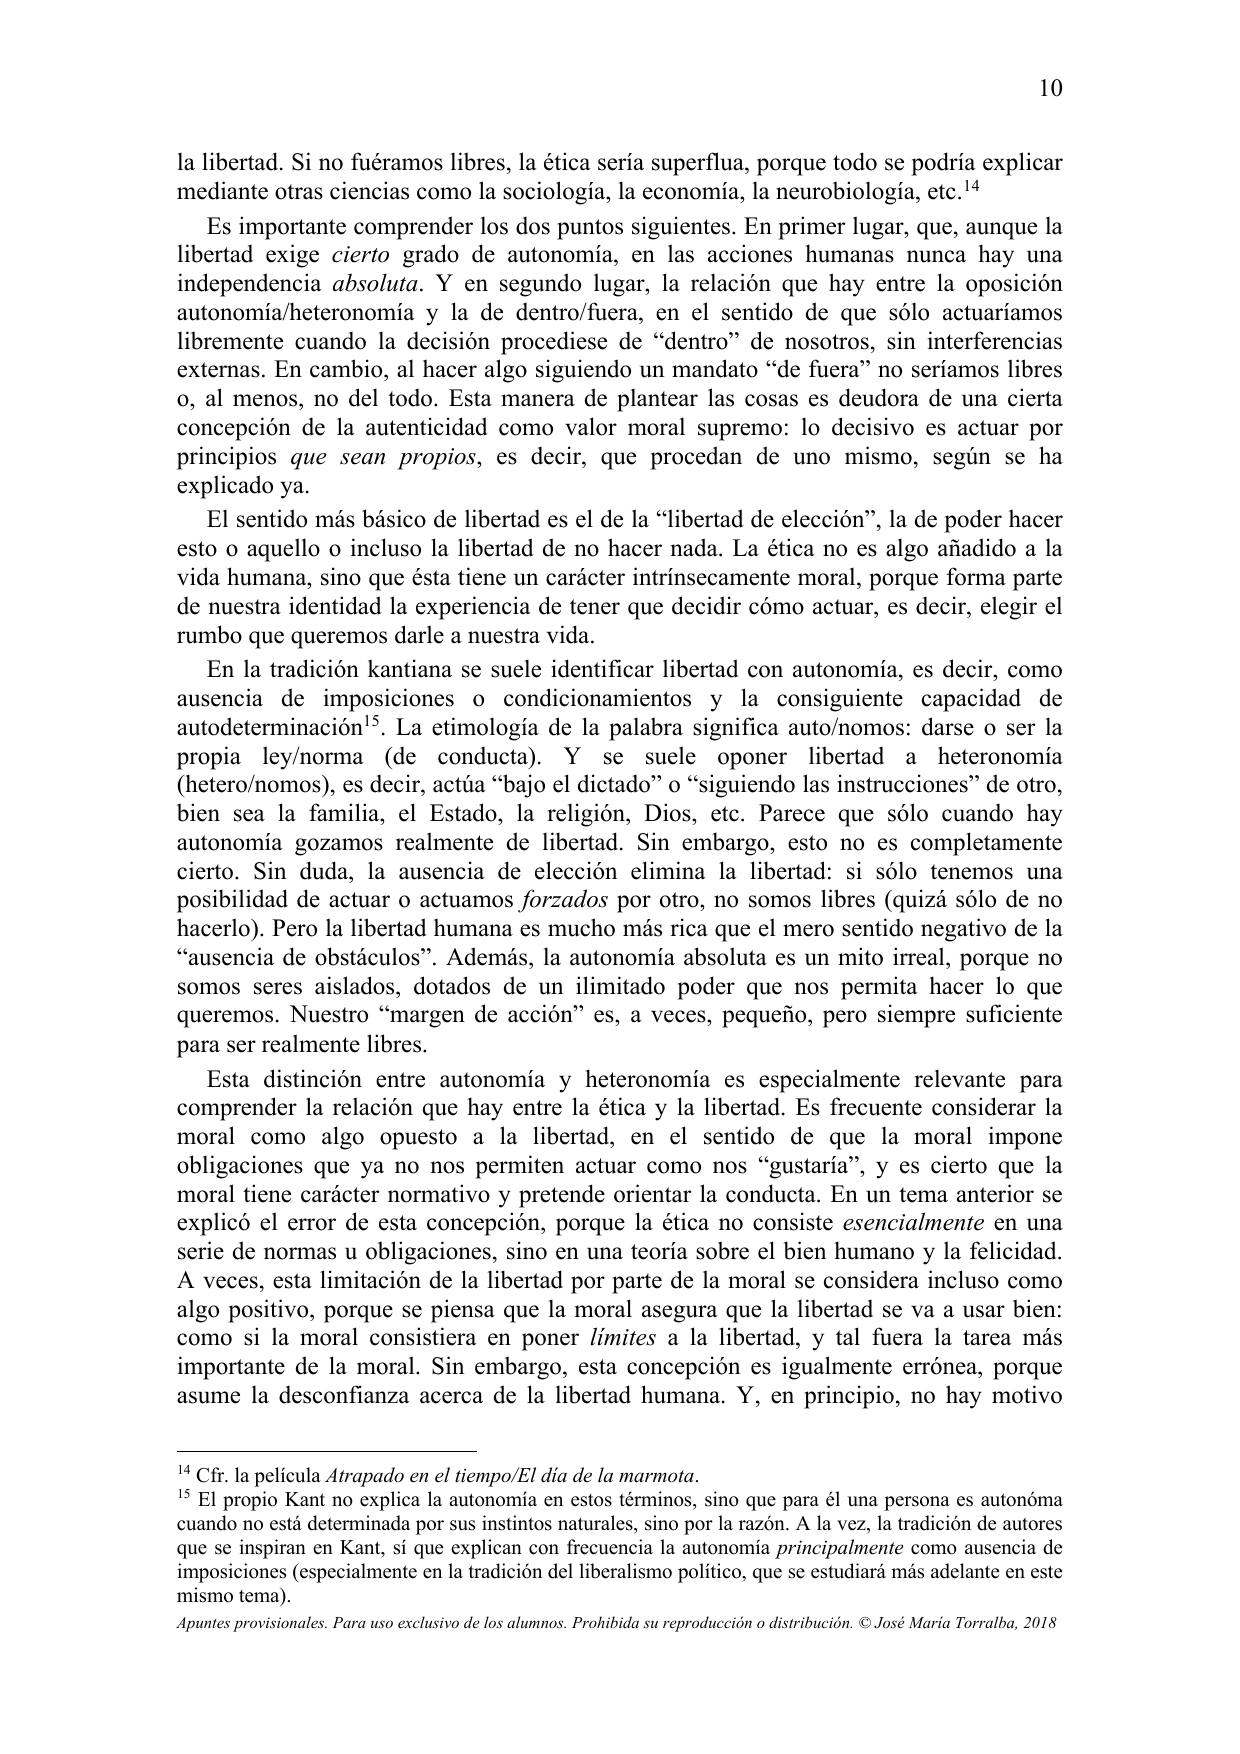 10
la libertad. Si no fuéramos libres, la ética sería superflua, porque todo se podría explicar
mediante otras ciencias como la sociología, la economía, la neurobiología, etc.14
Es importante comprender los dos puntos siguientes. En primer lugar, que, aunque la
libertad exige cierto grado de autonomía, en las acciones humanas nunca hay una
independencia absoluta. Y en segundo lugar, la relación que hay entre la oposición
autonomía/heteronomía y la de dentro/fuera, en el sentido de que sólo actuaríamos
libremente cuando la decisión procediese de “dentro” de nosotros, sin interferencias
externas. En cambio, al hacer algo siguiendo un mandato “de fuera” no seríamos libres
o, al menos, no del todo. Esta manera de plantear las cosas es deudora de una cierta
concepción de la autenticidad como valor moral supremo: lo decisivo es actuar por
principios que sean propios, es decir, que procedan de uno mismo, según se ha
explicado ya.
El sentido más básico de libertad es el de la “libertad de elección”, la de poder hacer
esto o aquello o incluso la libertad de no hacer nada. La ética no es algo añadido a la
vida humana, sino que ésta tiene un carácter intrínsecamente moral, porque forma parte
de nuestra identidad la experiencia de tener que decidir cómo actuar, es decir, elegir el
rumbo que queremos darle a nuestra vida.
En la tradición kantiana se suele identificar libertad con autonomía, es decir, como
ausencia de imposiciones o condicionamientos y la consiguiente capacidad de
autodeterminación15. La etimología de la palabra significa auto/nomos: darse o ser la
propia ley/norma (de conducta). Y se suele oponer libertad a heteronomía
(hetero/nomos), es decir, actúa “bajo el dictado” o “siguiendo las instrucciones” de otro,
bien sea la familia, el Estado, la religión, Dios, etc. Parece que sólo cuando hay
autonomía gozamos realmente de libertad. Sin embargo, esto no es completamente
cierto. Sin duda, la ausencia de elección elimina la libertad: si sólo tenemos una
posibilidad de actuar o actuamos forzados por otro, no somos libres (quizá sólo de no
hacerlo). Pero la libertad humana es mucho más rica que el mero sentido negativo de la
“ausencia de obstáculos”. Además, la autonomía absoluta es un mito irreal, porque no
somos seres aislados, dotados de un ilimitado poder que nos permita hacer lo que
queremos. Nuestro “margen de acción” es, a veces, pequeño, pero siempre suficiente
para ser realmente libres.
Esta distinción entre autonomía y heteronomía es especialmente relevante para
comprender la relación que hay entre la ética y la libertad. Es frecuente considerar la
moral como algo opuesto a la libertad, en el sentido de que la moral impone
obligaciones que ya no nos permiten actuar como nos “gustaría”, y es cierto que la
moral tiene carácter normativo y pretende orientar la conducta. En un tema anterior se
explicó el error de esta concepción, porque la ética no consiste esencialmente en una
serie de normas u obligaciones, sino en una teoría sobre el bien humano y la felicidad.
A veces, esta limitación de la libertad por parte de la moral se considera incluso como
algo positivo, porque se piensa que la moral asegura que la libertad se va a usar bien:
como si la moral consistiera en poner límites a la libertad, y tal fuera la tarea más
importante de la moral. Sin embargo, esta concepción es igualmente errónea, porque
asume la desconfianza acerca de la libertad humana. Y, en principio, no hay motivo
14 Cfr. la película Atrapado en el tiempo/El día de la marmota.
15 El propio Kant no explica la autonomía en estos términos, sino que para él una persona es autonóma
cuando no está determinada por sus instintos naturales, sino por la razón. A la vez, la tradición de autores
que se inspiran en Kant, sí que explican con frecuencia la autonomía principalmente como ausencia de
imposiciones (especialmente en la tradición del liberalismo político, que se estudiará más adelante en este
mismo tema).
Apuntes provisionales. Para uso exclusivo de los alumnos. Prohibida su reproducción o distribución. © José María Torralba, 2018